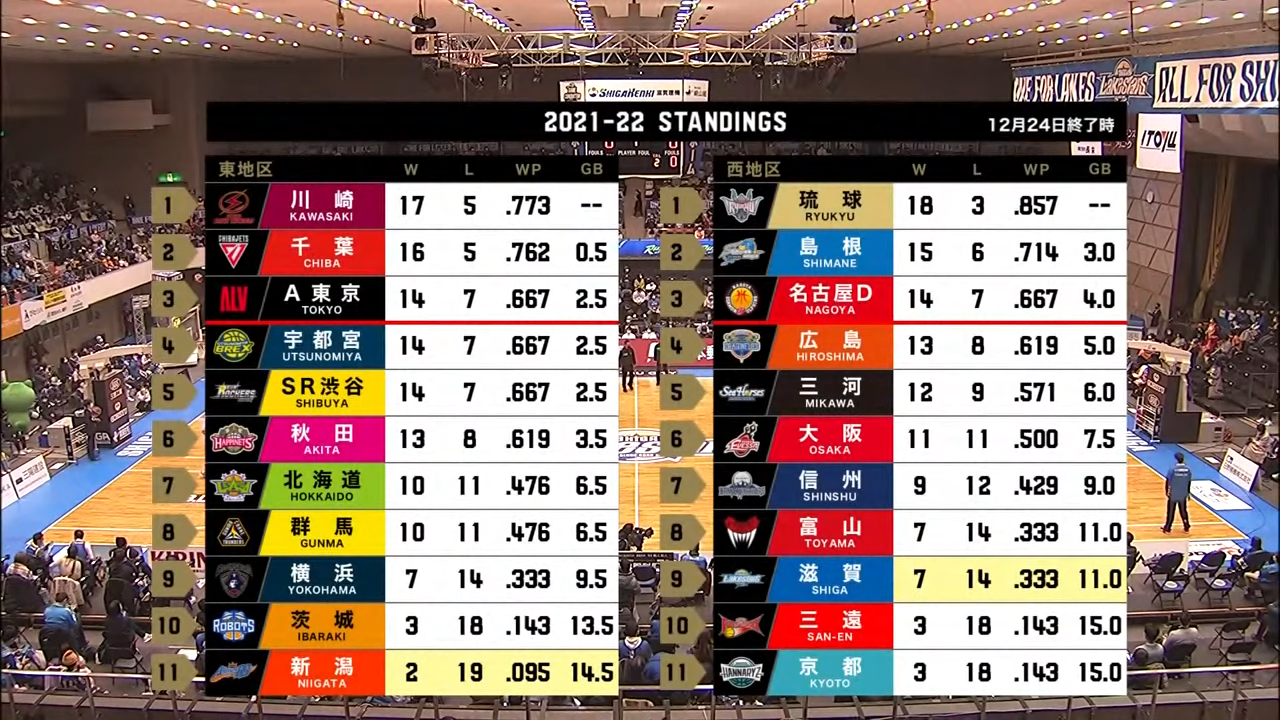 ONE FOR LAKES
Lakestars
ALL FOR SHI
SHIGAKENKI 滋賀建機
ITOYU
2021-22 STANDINGS
12月24日終了時
東地区 W L WP GB
1 川崎 KAWASAKI 17 5 .773 --
2 千葉 CHIBA 16 5 .762 0.5
3 A東京 TOKYO 14 7 .667 2.5
4 宇都宮 UTSUNOMIYA 14 7 .667 2.5
5 SR渋谷 SHIBUYA 14 7 .667 2.5
6 秋田 AKITA 13 8 .619 3.5
7 北海道 HOKKAIDO 10 11 .476 6.5
8 群馬 GUNMA 10 11 .476 6.5
9 横浜 YOKOHAMA 7 14 .333 9.5
10 茨城 IBARAKI 3 18 .143 13.5
11 新潟 NIIGATA 2 19 .095 14.5
西地区 W L WP GB
1 琉球 RYUKYU 18 3 .857 --
2 島根 SHIMANE 15 6 .714 3.0
3 名古屋D NAGOYA 14 7 .667 4.0
4 広島 HIROSHIMA 13 8 .619 5.0
5 三河 MIKAWA 12 9 .571 6.0
6 大阪 OSAKA 11 11 .500 7.5
7 信州 SHINSHU 9 12 .429 9.0
8 富山 TOYAMA 7 14 .333 11.0
9 滋賀 SHIGA 7 14 .333 11.0
10 三遠 SAN-EN 3 18 .143 15.0
11 京都 KYOTO 3 18 .143 15.0